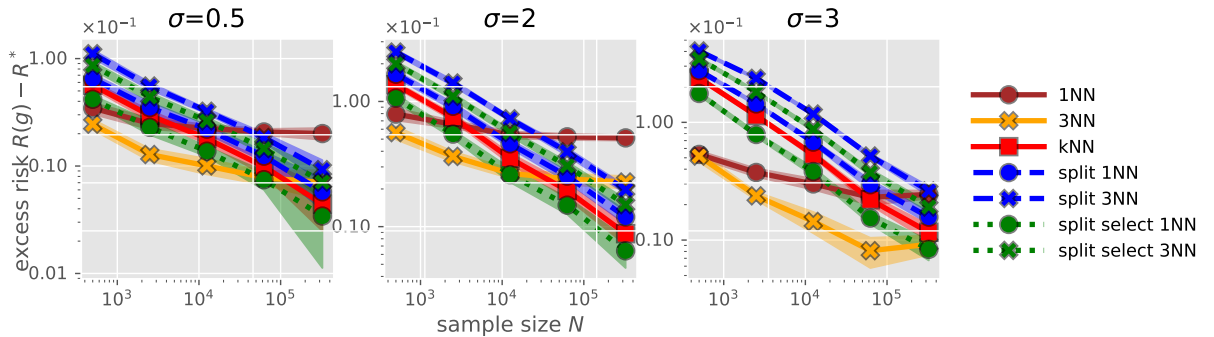 σ=0.5
σ=2
σ=3
×10⁻¹
×10⁻¹
×10⁻¹
excess risk R(g) − R*
1.00
0.10
0.01
1.00
0.10
1.00
0.10
10³
10⁴
10⁵
10³
10⁴
10⁵
10³
10⁴
10⁵
sample size N
1NN
3NN
kNN
split 1NN
split 3NN
split select 1NN
split select 3NN